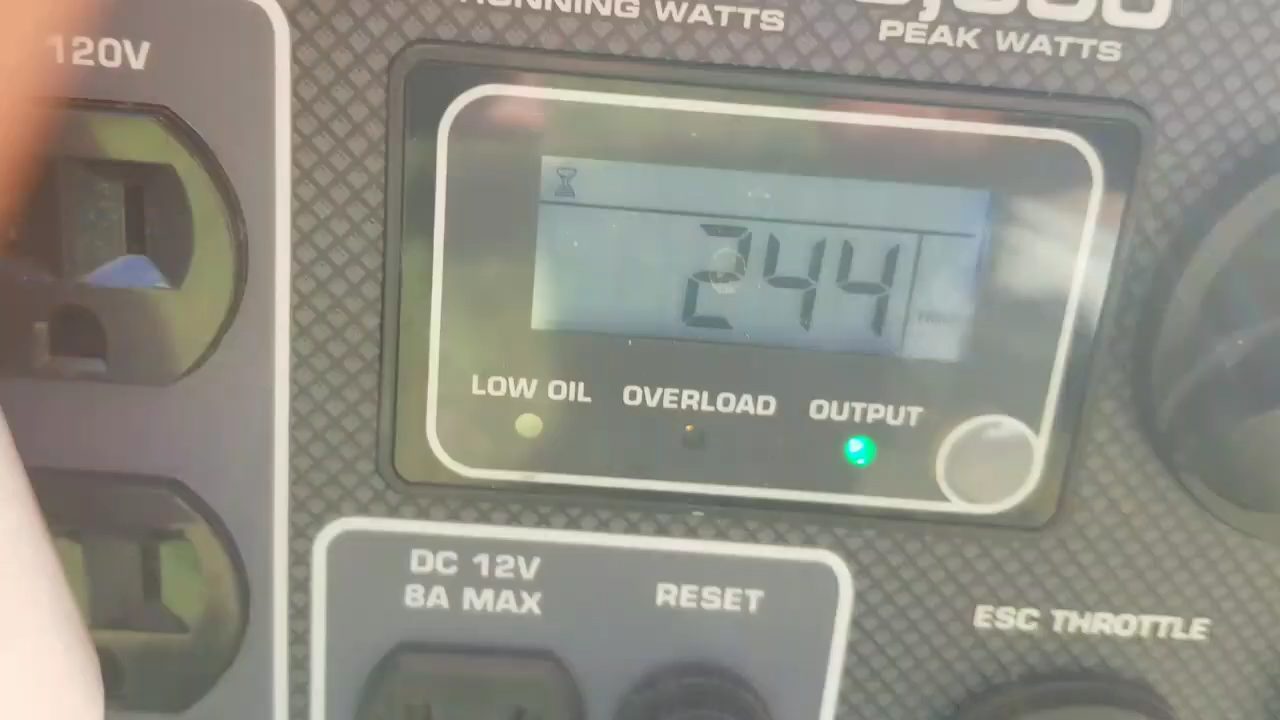 RUNNING WATTS
PEAK WATTS
120V
244
LOW OIL OVERLOAD OUTPUT
DC 12V
8A MAX
RESET
ESC THROTTLE